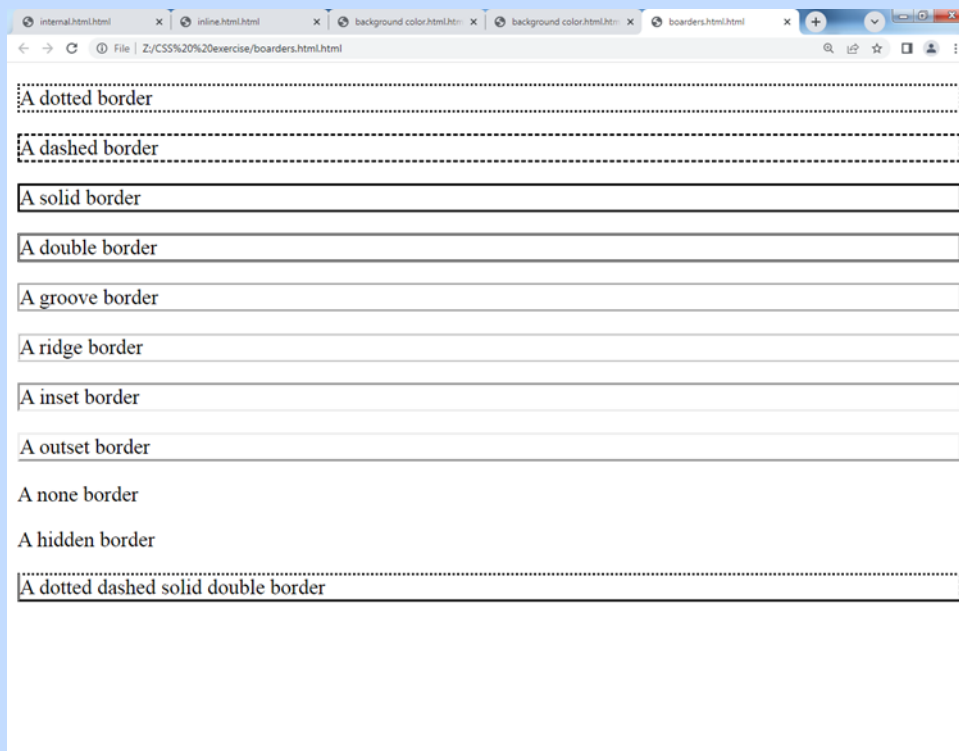 internal.html.html
inline.html.html
background color.html.htm
background color.html.htm
boarders.html.html
File | Z:/CSS%20%20exercise/boarders.html.html
A dotted border
A dashed border
A solid border
A double border
A groove border
A ridge border
A inset border
A outset border
A none border
A hidden border
A dotted dashed solid double border